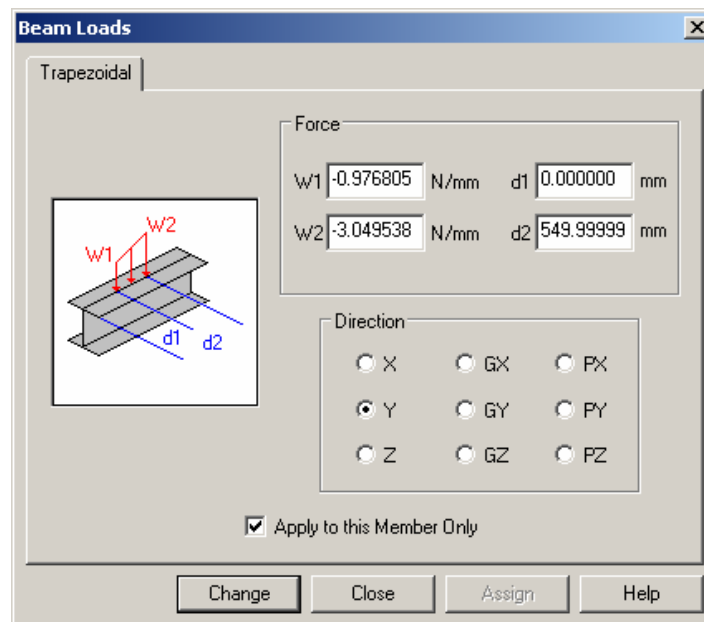 Beam Loads
Trapezoidal
Force
W1 -0.976805 N/mm d1 0.000000 mm
W2 -3.049538 N/mm d2 549.99999 mm
W2
W1
d1 d2
Direction
X GX PX
Y GY PY
Z GZ PZ
Apply to this Member Only
Change Close Assign Help